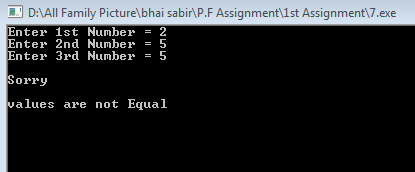 D:\All Family Picture\bhai sabir\P.F Assignment\1st Assignment\7.exe
Enter 1st Number = 2
Enter 2nd Number = 5
Enter 3rd Number = 5
Sorry
values are not Equal